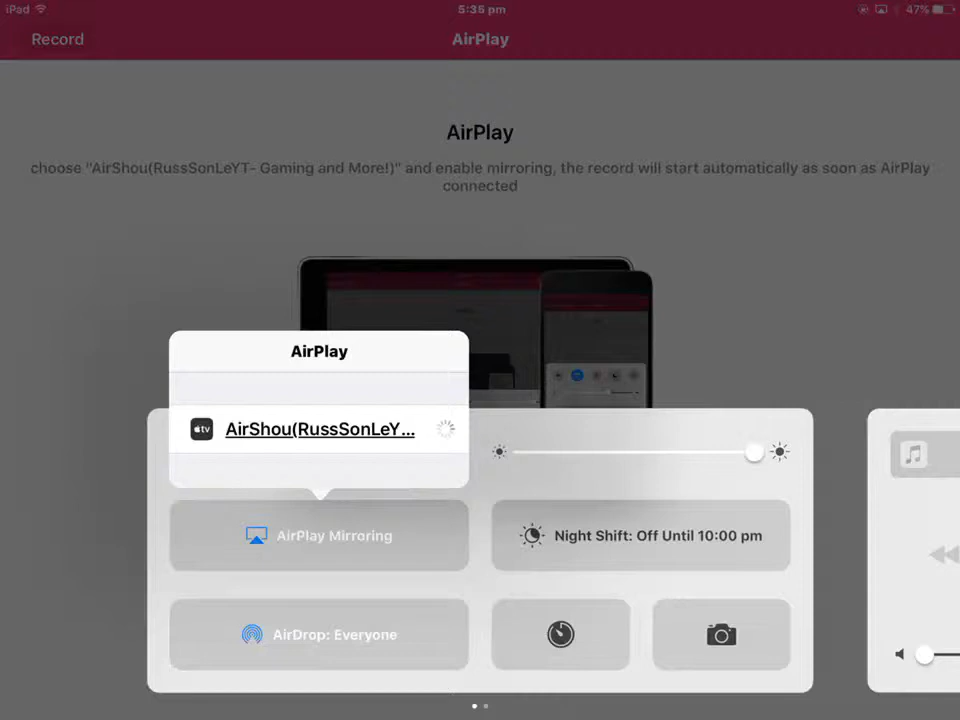 iPad
5:35 pm
47%
Record
AirPlay
AirPlay
choose "AirShou(RussSonLeYT- Gaming and More!)" and enable mirroring, the record will start automatically as soon as AirPlay
connected
AirPlay
tv
AirShou(RussSonLeY...
AirPlay Mirroring
Night Shift: Off Until 10:00 pm
AirDrop: Everyone